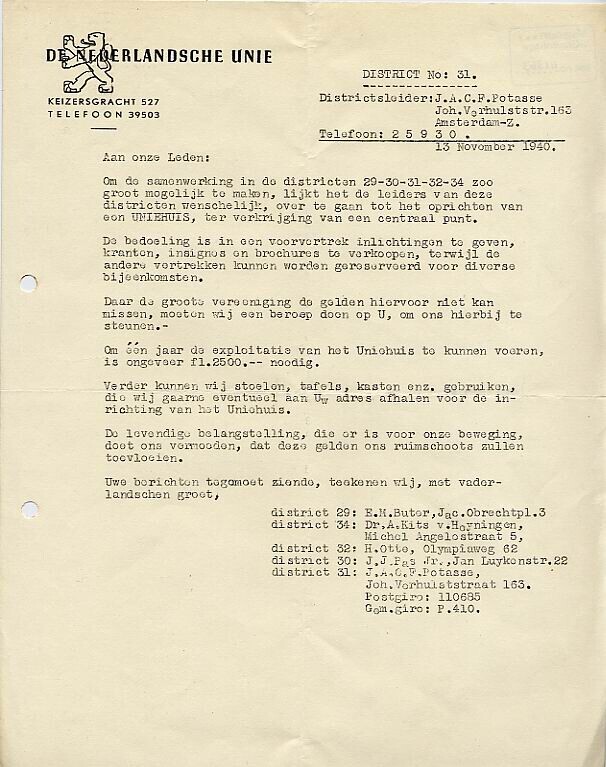 DE NEDERLANDSCHE UNIE
KEIZERSGRACHT 527
TELEFOON 39503
DISTRICT No: 31.
Districtsleider:J.A.C.F.Potasse
Joh.Verhulststr.163
Amsterdam-Z.
Telefoon: 2 5 9 3 0 .
13 November 1940.
Aan onze Leden:
Om de samenwerking in de districten 29-30-31-32-34 zoo
groot mogelijk te maken, lijkt het de leiders van deze
districten wenschelijk, over te gaan tot het oprichten van
een UNIEHUIS, ter verkrijging van een centraal punt.
De bedoeling is in een voorvertrek inlichtingen te geven,
kranten, insignes en brochures te verkoopen, terwijl de
andere vertrekken kunnen worden gereserveerd voor diverse
bijeenkomsten.
Daar de groote vereeniging de gelden hiervoor niet kan
missen, moeten wij een beroep doen op U, om ons hierbij te
steunen.-
Om één jaar de exploitatie van het Uniehuis te kunnen voeren,
is ongeveer fl.2500.-- noodig.
Verder kunnen wij stoelen, tafels, kasten enz. gebruiken,
die wij gaarne eventueel aan Uw adres afhalen voor de in-
richting van het Uniehuis.
De levendige belangstelling, die er is voor onze beweging,
doet ons vermoeden, dat deze gelden ons ruimschoots zullen
toevloeien.
Uwe berichten tegemoet ziende, teekenen wij, met vader-
landschen groet,
district 29: E.M.Buter,Jac.Obrechtpl.3
district 34: Dr.A.Kits v.Heyningen,
Michel Angelostraat 5,
district 32: H.Otte, Olympiaweg 62
district 30: J.J.Pas Jr.,Jan Luykenstr.22
district 31: J.A.C.F.Potasse,
Joh.Verhulststraat 163.
Postgiro: 110685
Gem.giro: P.410.